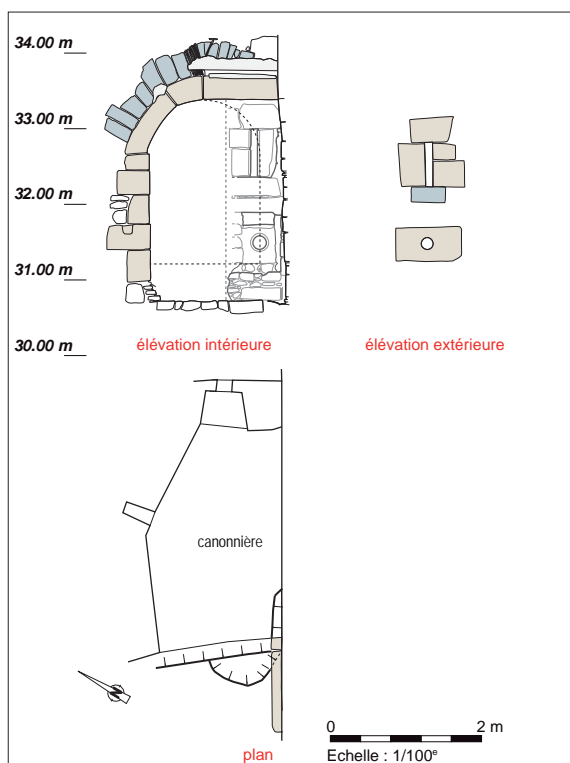 34.00 m
33.00 m
32.00 m
31.00 m
30.00 m
élévation intérieure
élévation extérieure
canonnière
N
0 2 m
plan
Echelle : 1/100e